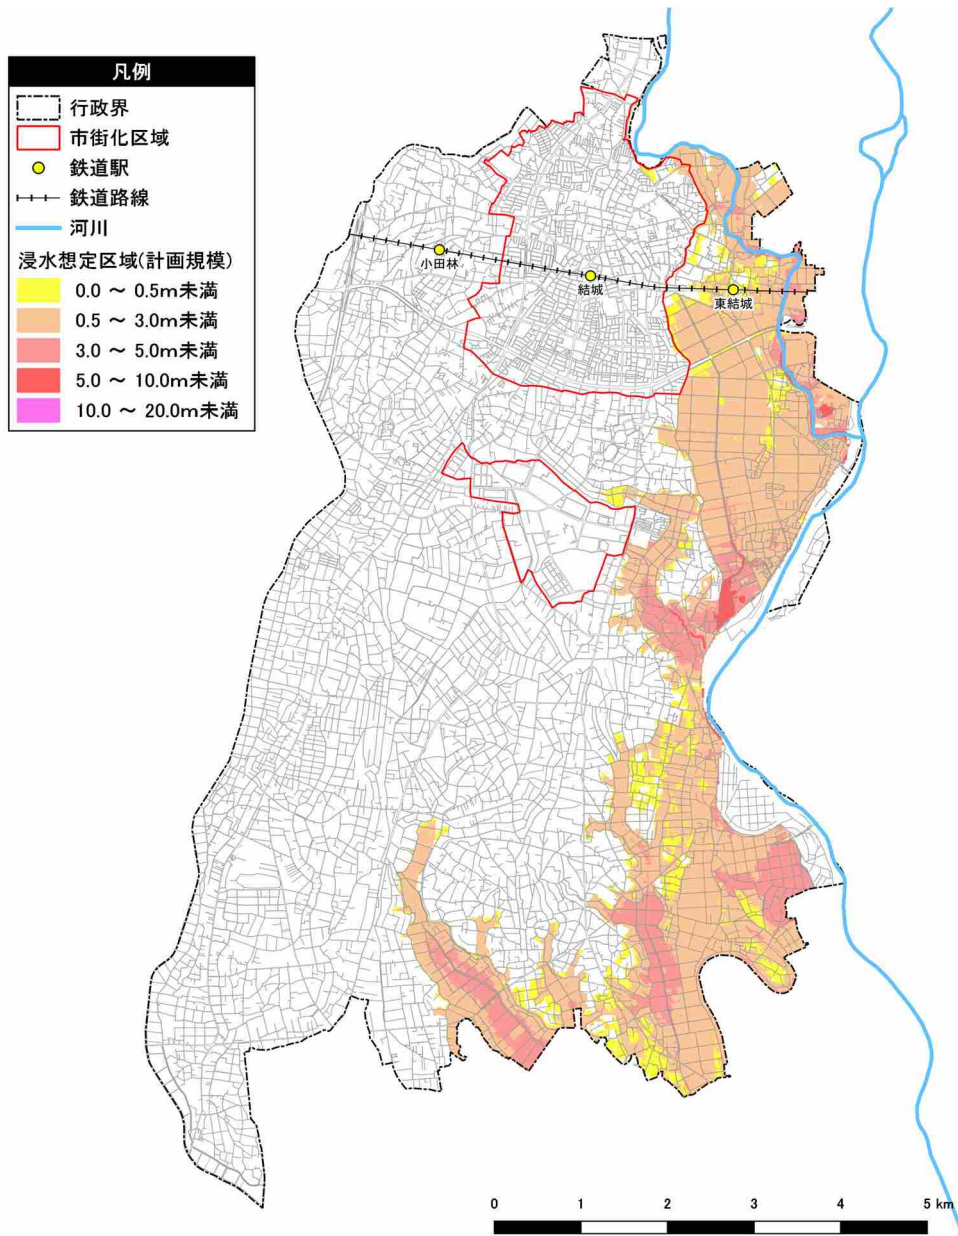 凡例
行政界
市街化区域
鉄道駅
鉄道路線
河川
浸水想定区域(計画規模)
0.0 ～ 0.5m未満
0.5 ～ 3.0m未満
3.0 ～ 5.0m未満
5.0 ～ 10.0m未満
10.0 ～ 20.0m未満
小田林
結城
東結城
0 1 2 3 4 5 km